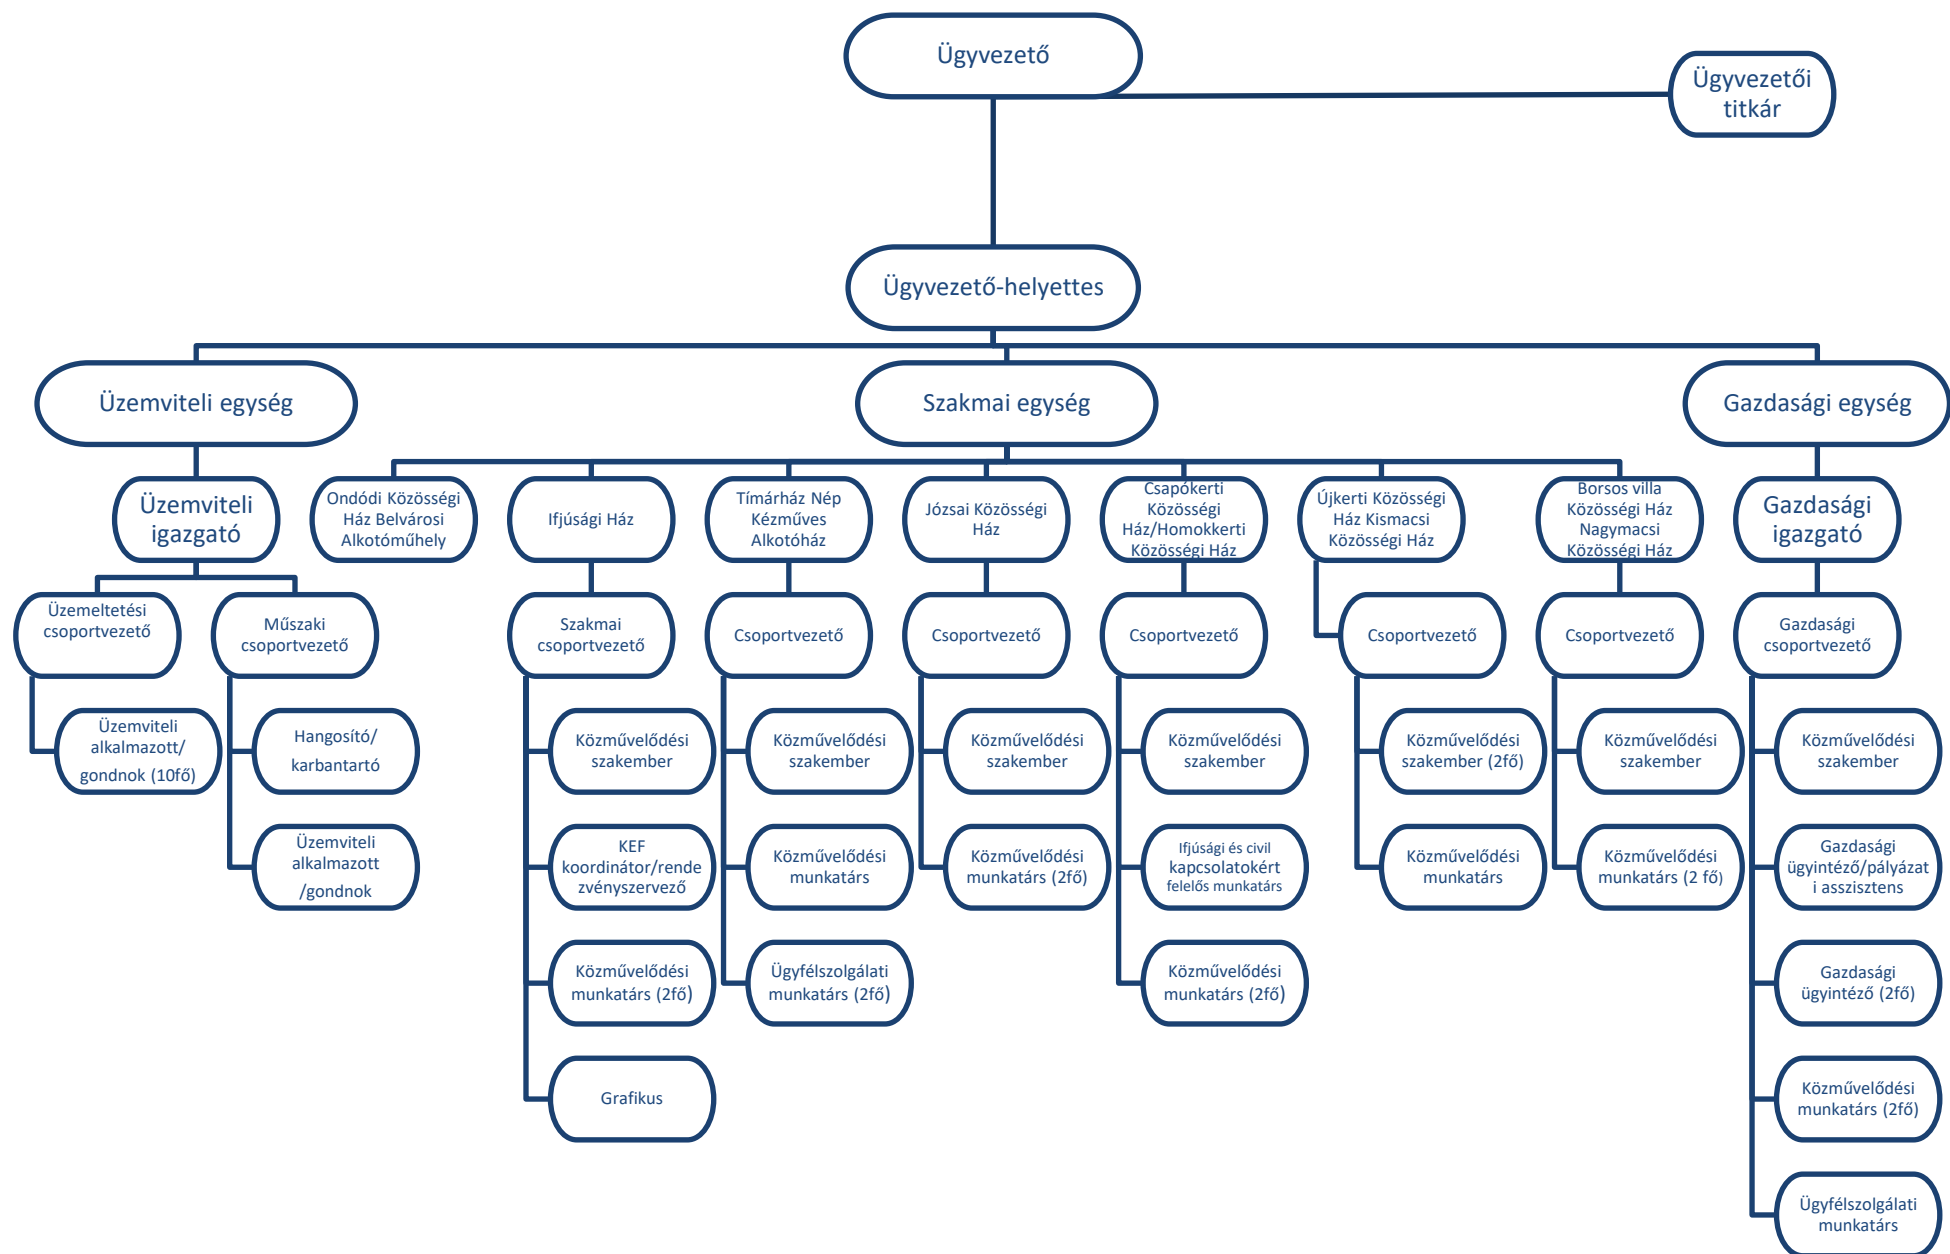 Ügyvezető
Ügyvezetői
titkár
Ügyvezető-helyettes
Üzemviteli egység
Szakmai egység
Gazdasági egység
Üzemviteli
igazgató
Ondódi Közösségi
Ház Belvárosi
Alkotóműhely
Ifjúsági Ház
Tímárház Nép
Kézműves
Alkotóház
Józsai Közösségi
Ház
Csapókerti
Közösségi
Ház/Homokkerti
Közösségi Ház
Újkerti Közösségi
Ház Kismacsi
Közösségi Ház
Borsos villa
Közösségi Ház
Nagymacsi
Közösségi Ház
Gazdasági
igazgató
Üzemeltetési
csoportvezető
Műszaki
csoportvezető
Szakmai
csoportvezető
Csoportvezető
Csoportvezető
Csoportvezető
Csoportvezető
Csoportvezető
Gazdasági
csoportvezető
Üzemviteli
alkalmazott/
gondnok (10fő)
Hangosító/
karbantartó
Közművelődési
szakember
Közművelődési
szakember
Közművelődési
szakember
Közművelődési
szakember
Közművelődési
szakember (2fő)
Közművelődési
szakember
Közművelődési
szakember
Üzemviteli
alkalmazott
/gondnok
KEF
koordinátor/rende
zvényszervező
Közművelődési
munkatárs
Közművelődési
munkatárs (2fő)
Ifjúsági és civil
kapcsolatokért
felelős munkatárs
Közművelődési
munkatárs
Közművelődési
munkatárs (2 fő)
Gazdasági
ügyintéző/pályázat
i asszisztens
Közművelődési
munkatárs (2fő)
Ügyfélszolgálati
munkatárs (2fő)
Közművelődési
munkatárs (2fő)
Gazdasági
ügyintéző (2fő)
Grafikus
Közművelődési
munkatárs (2fő)
Ügyfélszolgálati
munkatárs